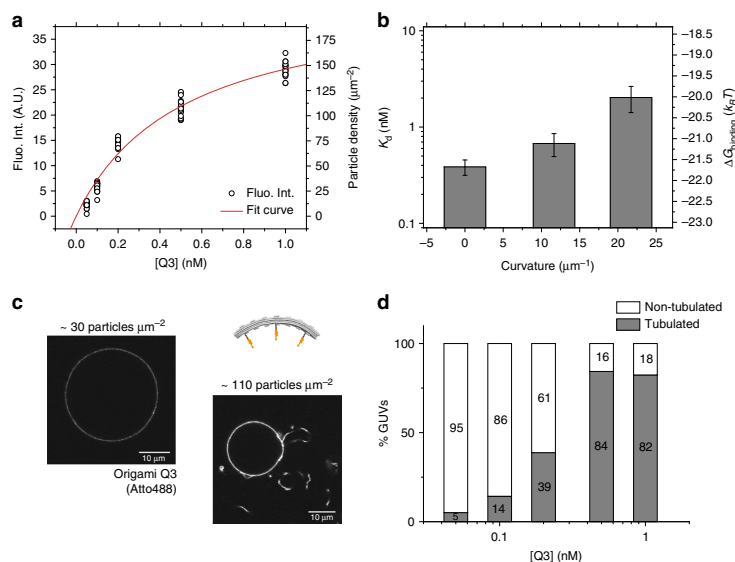 a
Fluo. Int. (A.U.)
35
30
25
20
15
10
5
0
175
150
125
100
75
50
25
0
Particle density (μm⁻²)
Fluo. Int.
Fit curve
0.0 0.2 0.4 0.6 0.8 1.0
[Q3] (nM)
b
Kd (nM)
10
1
0.1
−18.5
−19.0
−19.5
−20.0
−20.5
−21.0
−21.5
−22.0
−22.5
−23.0
ΔGbinding (kBT)
−5 0 5 10 15 20 25
Curvature (μm⁻¹)
c
~ 30 particles μm⁻²
10 μm
Origami Q3
(Atto488)
~ 110 particles μm⁻²
10 μm
d
Non-tubulated
Tubulated
% GUVs
100
50
0
95
5
86
14
61
39
16
84
18
82
0.1 1
[Q3] (nM)